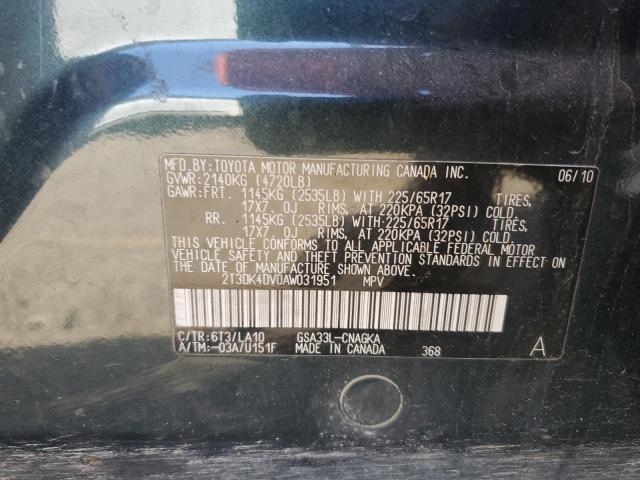 MFD.BY:TOYOTA MOTOR MANUFACTURING CANADA INC. 06/10
GVWR:2140KG (4720LB)
GAWR:FRT. 1145KG (2535LB) WITH 225/65R17 TIRES,
17X7.0J RIMS, AT 220KPA (32PSI) COLD.
RR. 1145KG (2535LB) WITH 225/65R17 TIRES,
17X7.0J RIMS, AT 220KPA (32PSI) COLD.
THIS VEHICLE CONFORMS TO ALL APPLICABLE FEDERAL MOTOR
VEHICLE SAFETY AND THEFT PREVENTION STANDARDS
IN EFFECT ON THE DATE OF MANUFACTURE SHOWN ABOVE.
2T3DK4DV0AW031951 MPV
C/TR:6T3/LA10 GSA33L-CNAGKA
A/TM:-03A/U151F MADE IN CANADA 368 A